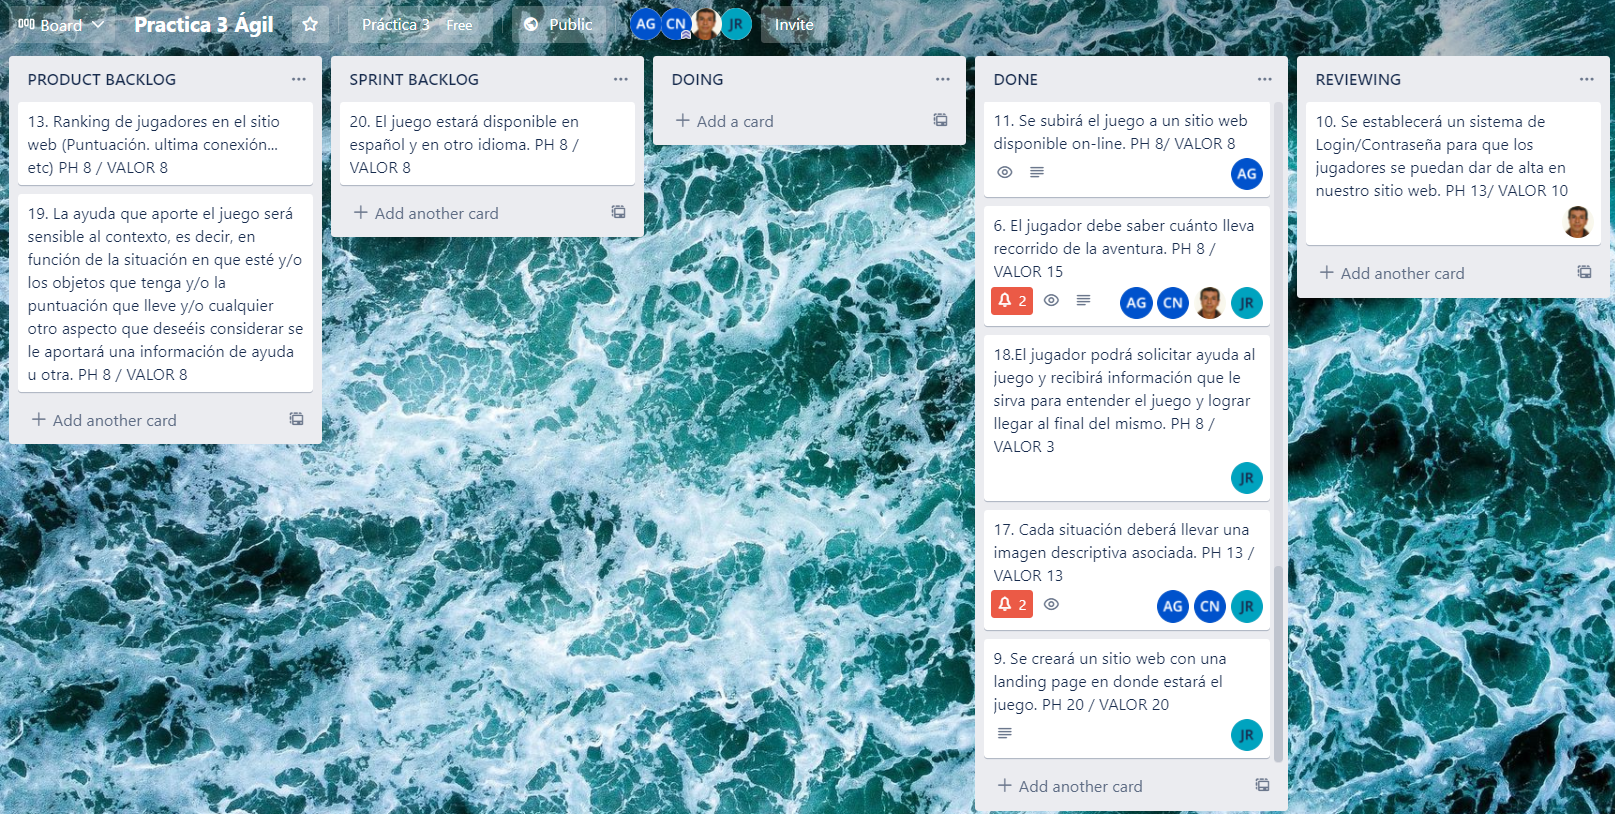 Board
Practica 3 Ágil
Práctica 3 Free
Public
AG CN JR
Invite
PRODUCT BACKLOG
13. Ranking de jugadores en el sitio
web (Puntuación. ultima conexión...
etc) PH 8 / VALOR 8
19. La ayuda que aporte el juego será
sensible al contexto, es decir, en
función de la situación en que esté y/o
los objetos que tenga y/o la
puntuación que lleve y/o cualquier
otro aspecto que deseéis considerar se
le aportará una información de ayuda
u otra. PH 8 / VALOR 8
Add another card
SPRINT BACKLOG
20. El juego estará disponible en
español y en otro idioma. PH 8 /
VALOR 8
Add another card
DOING
Add a card
DONE
11. Se subirá el juego a un sitio web
disponible on-line. PH 8/ VALOR 8
AG
6. El jugador debe saber cuánto lleva
recorrido de la aventura. PH 8 /
VALOR 15
2 AG CN JR
18.El jugador podrá solicitar ayuda al
juego y recibirá información que le
sirva para entender el juego y lograr
llegar al final del mismo. PH 8 /
VALOR 3
JR
17. Cada situación deberá llevar una
imagen descriptiva asociada. PH 13 /
VALOR 13
2 AG CN JR
9. Se creará un sitio web con una
landing page en donde estará el
juego. PH 20 / VALOR 20
JR
Add another card
REVIEWING
10. Se establecerá un sistema de
Login/Contraseña para que los
jugadores se puedan dar de alta en
nuestro sitio web. PH 13/ VALOR 10
Add another card